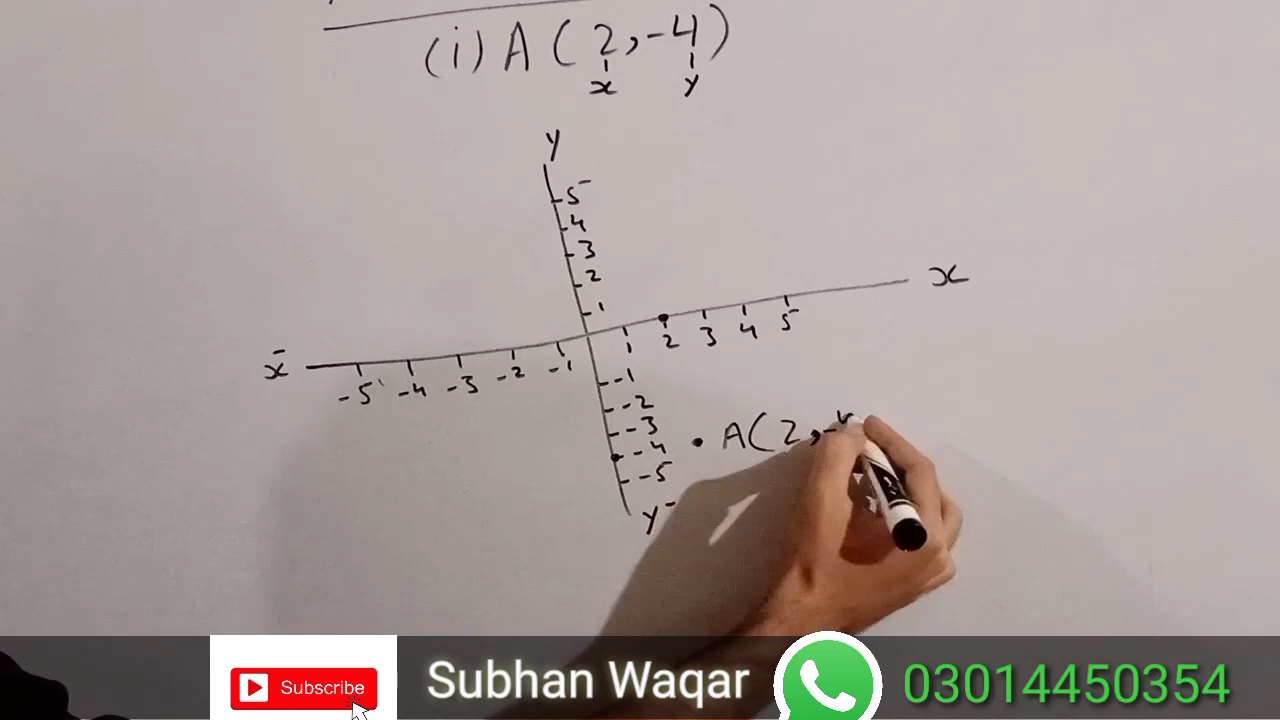 (i) A (2, -4)
x y
y
5
4
3
2
1
x
1 2 3 4 5
x̄
-5 -4 -3 -2 -1
-1
-2
-3
-4 A(2,-4
-5
y-
Subscribe Subhan Waqar 03014450354